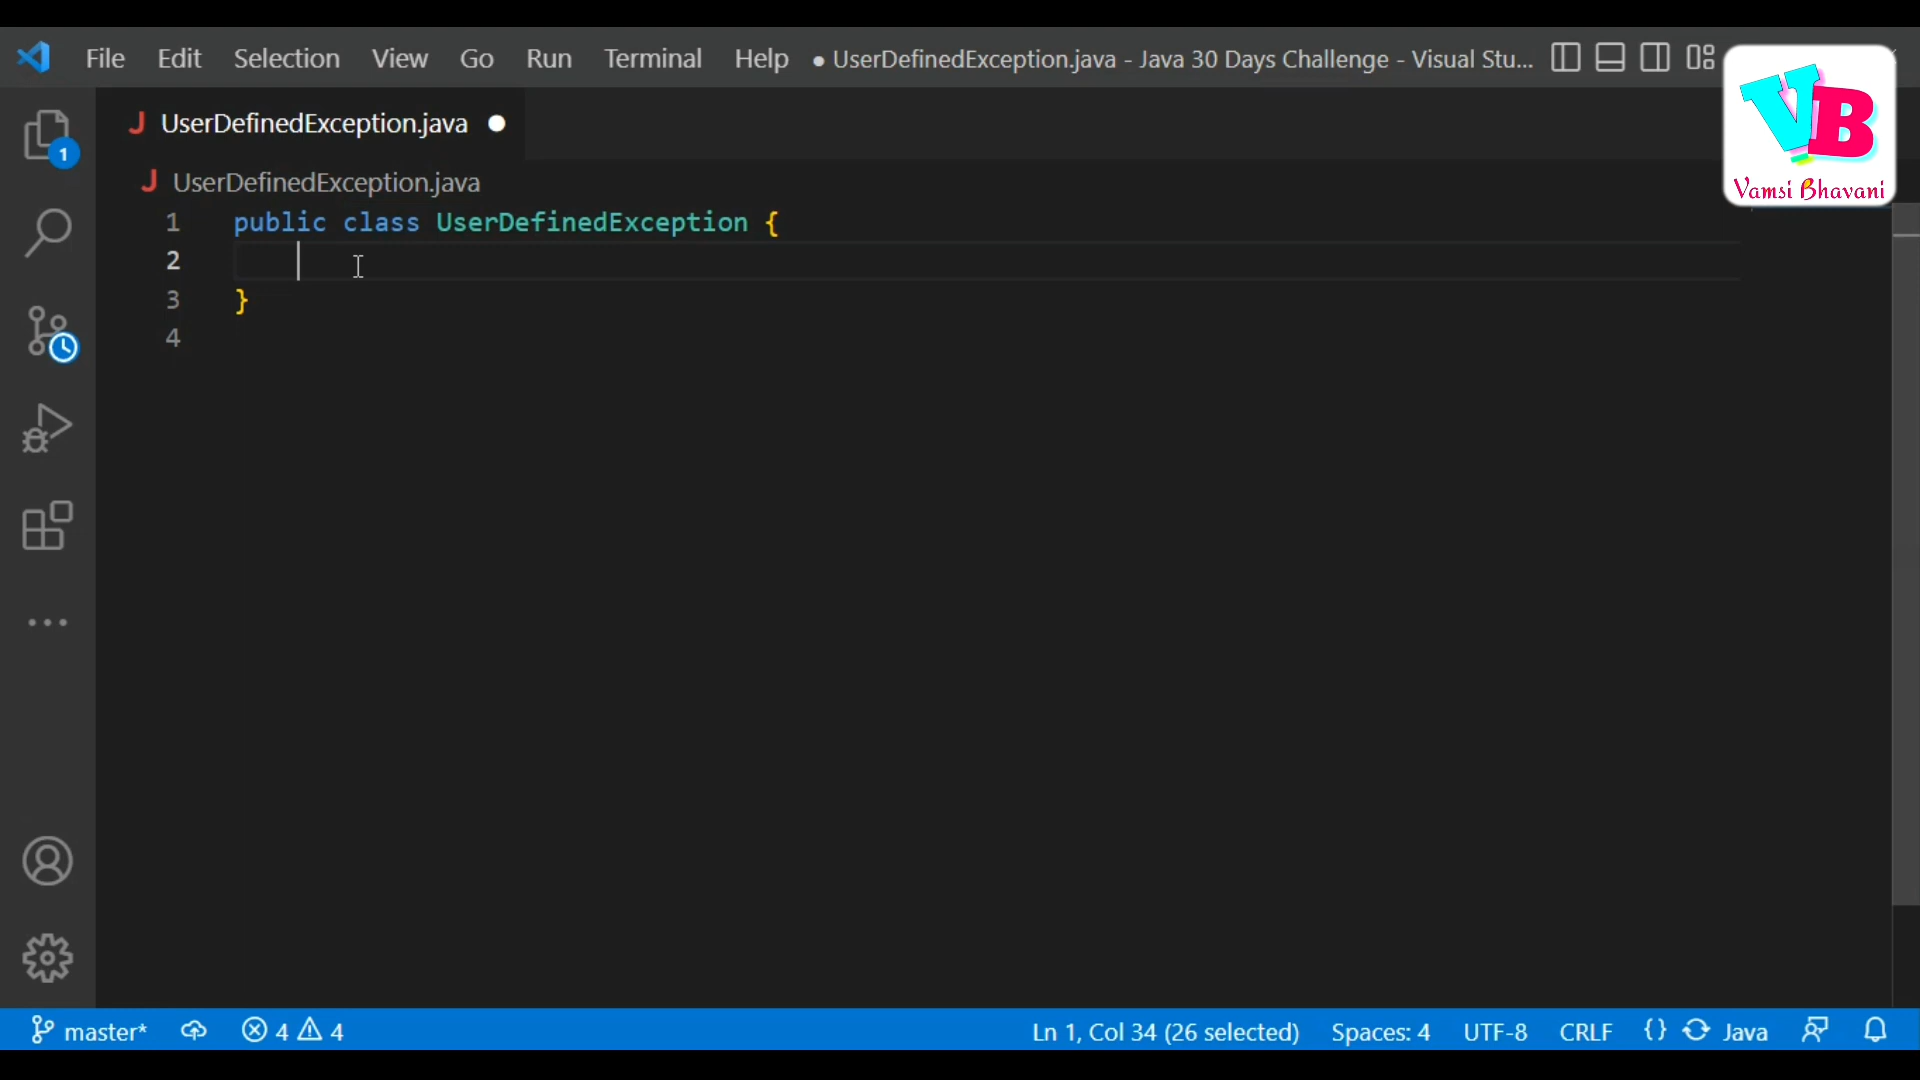 File Edit Selection View Go Run Terminal Help ● UserDefinedException.java - Java 30 Days Challenge - Visual Stu...
VB
Vamsi Bhavani
J UserDefinedException.java ●
1
J UserDefinedException.java
1 public class UserDefinedException {
2
3 }
4
master* 4 4 Ln 1, Col 34 (26 selected) Spaces: 4 UTF-8 CRLF {} Java